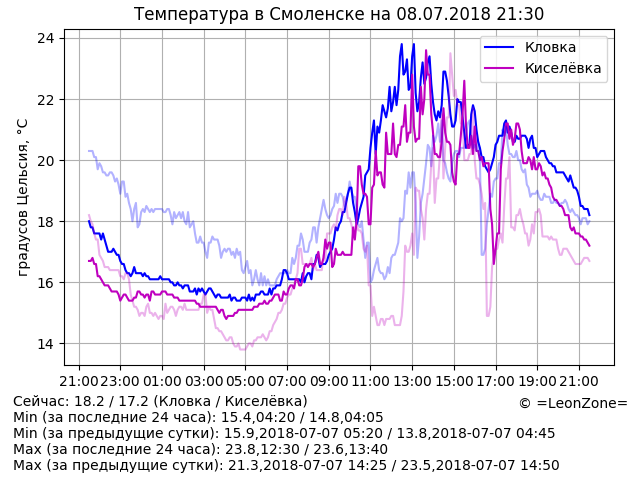 Температура в Смоленске на 08.07.2018 21:30
градусов Цельсия, °C
24
22
20
18
16
14
Кловка
Киселёвка
21:00 23:00 01:00 03:00 05:00 07:00 09:00 11:00 13:00 15:00 17:00 19:00 21:00
Сейчас: 18.2 / 17.2 (Кловка / Киселёвка)
© =LeonZone=
Min (за последние 24 часа): 15.4,04:20 / 14.8,04:05
Min (за предыдущие сутки): 15.9,2018-07-07 05:20 / 13.8,2018-07-07 04:45
Max (за последние 24 часа): 23.8,12:30 / 23.6,13:40
Max (за предыдущие сутки): 21.3,2018-07-07 14:25 / 23.5,2018-07-07 14:50